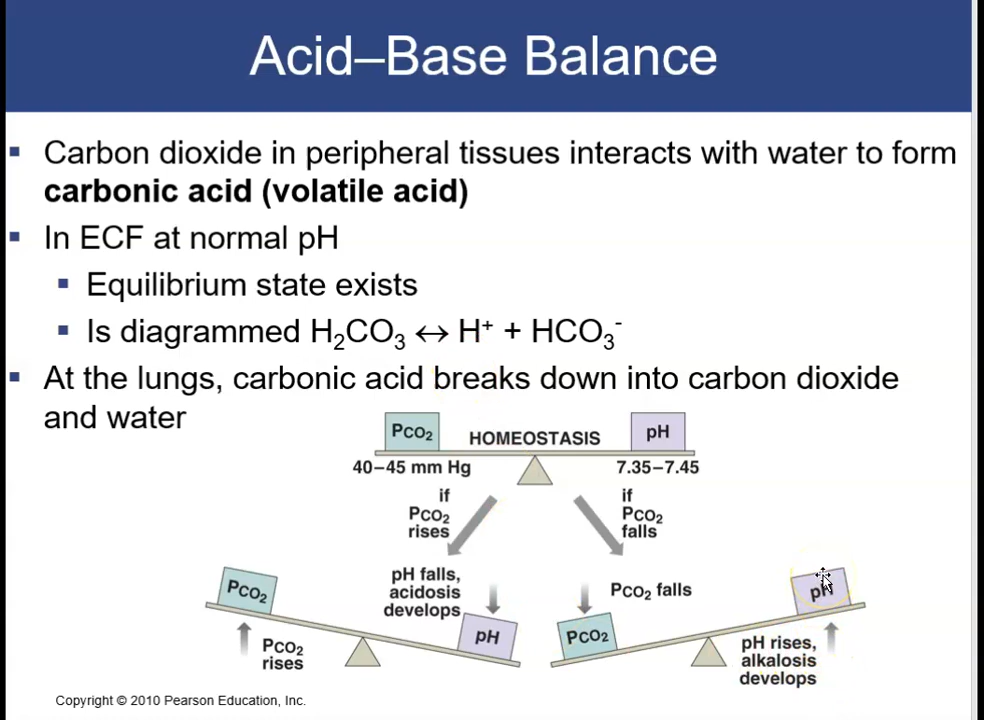 Acid–Base Balance
▪ Carbon dioxide in peripheral tissues interacts with water to form
carbonic acid (volatile acid)
▪ In ECF at normal pH
▪ Equilibrium state exists
▪ Is diagrammed H₂CO₃ ↔ H⁺ + HCO₃⁻
▪ At the lungs, carbonic acid breaks down into carbon dioxide
and water
PCO₂ HOMEOSTASIS pH
40–45 mm Hg 7.35–7.45
if
PCO₂
rises
if
PCO₂
falls
pH falls,
acidosis
develops
PCO₂
PCO₂
rises
pH
PCO₂ falls
PCO₂
pH
pH rises,
alkalosis
develops
Copyright © 2010 Pearson Education, Inc.